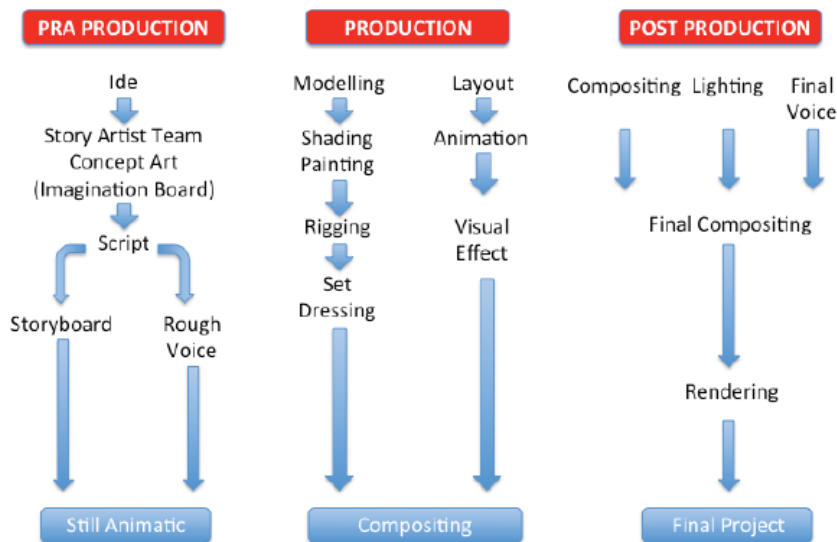 PRA PRODUCTION
Ide
Story Artist Team
Concept Art
(Imagination Board)
Script
Storyboard
Rough
Voice
Still Animatic
PRODUCTION
Modelling
Shading
Painting
Rigging
Set
Dressing
Layout
Animation
Visual
Effect
Compositing
POST PRODUCTION
Compositing
Lighting
Final
Voice
Final Compositing
Rendering
Final Project